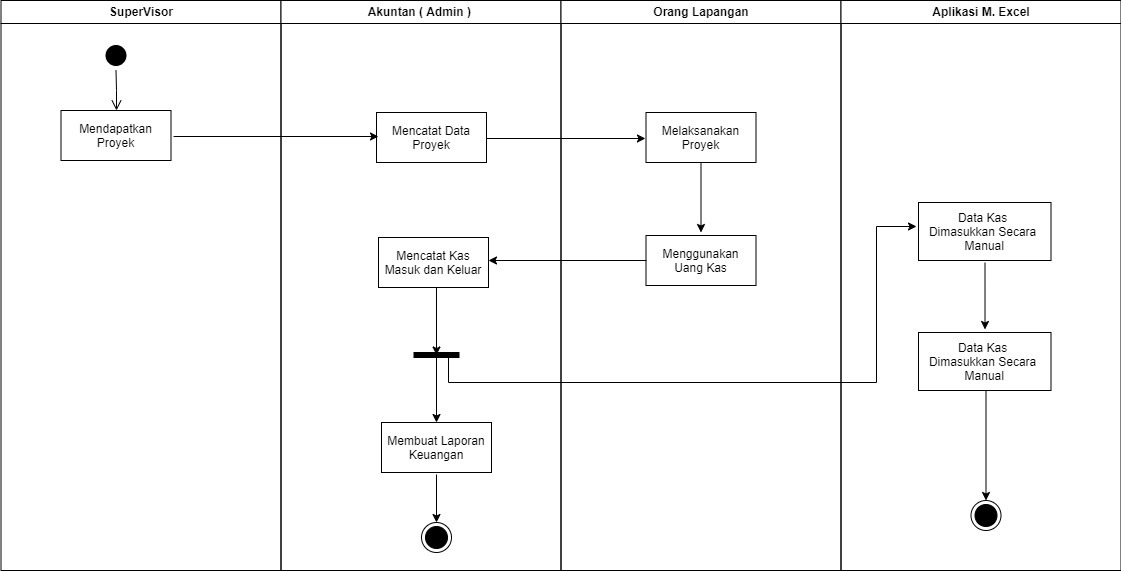 SuperVisor
Akuntan ( Admin )
Orang Lapangan
Aplikasi M. Excel
Mendapatkan
Proyek
Mencatat Data
Proyek
Melaksanakan
Proyek
Data Kas
Dimasukkan Secara
Manual
Mencatat Kas
Masuk dan Keluar
Menggunakan
Uang Kas
Data Kas
Dimasukkan Secara
Manual
Membuat Laporan
Keuangan